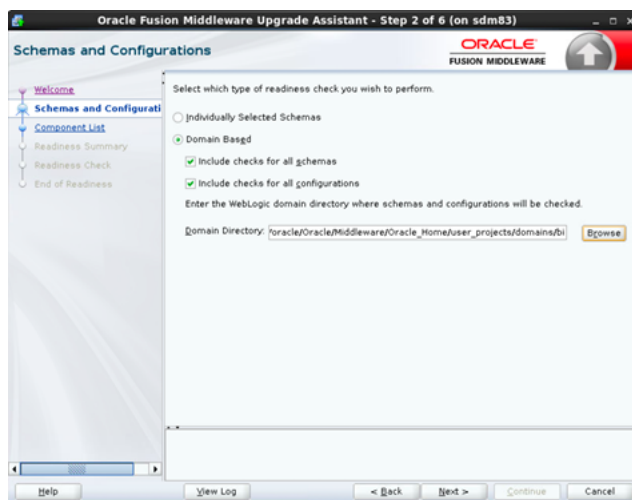 Oracle Fusion Middleware Upgrade Assistant - Step 2 of 6 (on sdm83)
Schemas and Configurations
ORACLE
FUSION MIDDLEWARE
Welcome
Schemas and Configurati
Component List
Readiness Summary
Readiness Check
End of Readiness
Select which type of readiness check you wish to perform.
Individually Selected Schemas
Domain Based
Include checks for all schemas
Include checks for all configurations
Enter the WebLogic domain directory where schemas and configurations will be checked.
Domain Directory: /oracle/Oracle/Middleware/Oracle_Home/user_projects/domains/bi Browse
Help View Log < Back Next > Continue Cancel